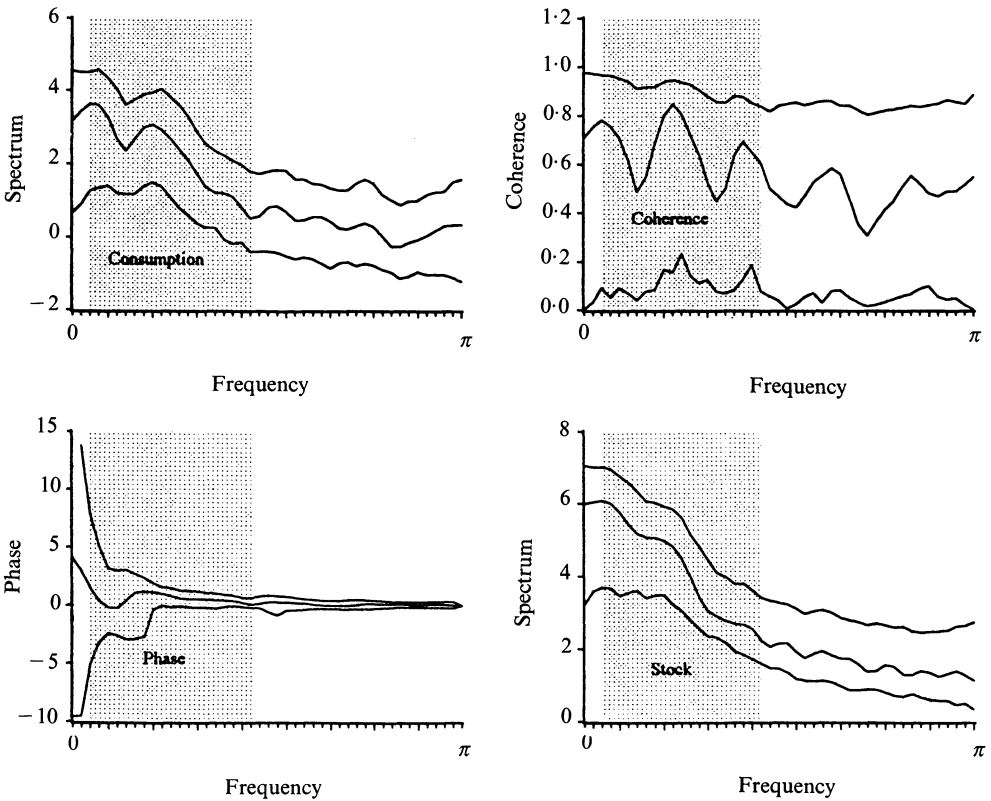 Spectrum
6
4
2
0
−2
Consumption
0
π
Frequency
Coherence
1·2
1·0
0·8
0·6
0·4
0·2
0·0
Coherence
0
π
Frequency
Phase
15
10
5
0
−5
−10
Phase
0
π
Frequency
Spectrum
8
6
4
2
0
Stock
0
π
Frequency